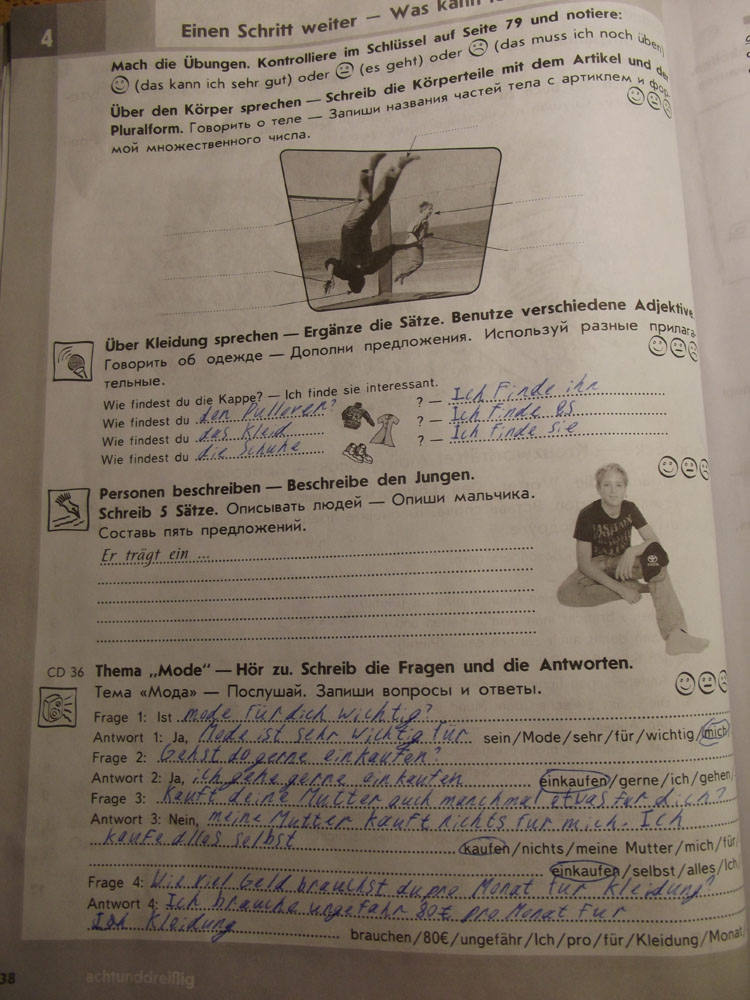 4
Einen Schritt weiter — Was kann
Mach die Übungen. Kontrolliere im Schlüssel auf Seite 79 und notiere:
(das kann ich sehr gut) oder (es geht) oder (das muss ich noch üben)
Über den Körper sprechen — Schreib die Körperteile mit dem Artikel und der
Pluralform. Говорить о теле — Запиши названия частей тела с артиклем и фор-
мой множественного числа.
Über Kleidung sprechen — Ergänze die Sätze. Benutze verschiedene Adjektive.
Говорить об одежде — Дополни предложения. Используй разные прилага-
тельные.
Wie findest du die Kappe? — Ich finde sie interessant.
Wie findest du den Pullover? ? — Ich finde ihn
Wie findest du das Kleid ? — Ich finde es
Wie findest du die Schuhe ? — Ich finde sie
Personen beschreiben — Beschreibe den Jungen.
Schreib 5 Sätze. Описывать людей — Опиши мальчика.
Составь пять предложений.
Er trägt ein ...
CD 36 Thema „Mode" — Hör zu. Schreib die Fragen und die Antworten.
Тема «Мода» — Послушай. Запиши вопросы и ответы.
Frage 1: Ist mode für dich wichtig?
Antwort 1: Ja, Mode ist sehr wichtig für sein/Mode/sehr/für/wichtig/mich
Frage 2: Gehst do gerne einkaufen?
Antwort 2: Ja, ich gehe gerne einkaufen einkaufen/gerne/ich/gehen
Frage 3: Kauft deine Mutter auch manchmal etvas fur dich?
Antwort 3: Nein, meine Mutter kauft nichts fur mich. Ich
kaufe alles selbst kaufen/nichts/meine Mutter/mich/für/
einkaufen/selbst/alles/Ich
Frage 4: Wie viel Geld brauchst du pro Monat für Kleidung?
Antwort 4: Ich brauche ungefähr 80€ pro Monat fur
Kleidung brauchen/80€/ungefähr/Ich/pro/für/Kleidung/Monat
38 achtunddreißig